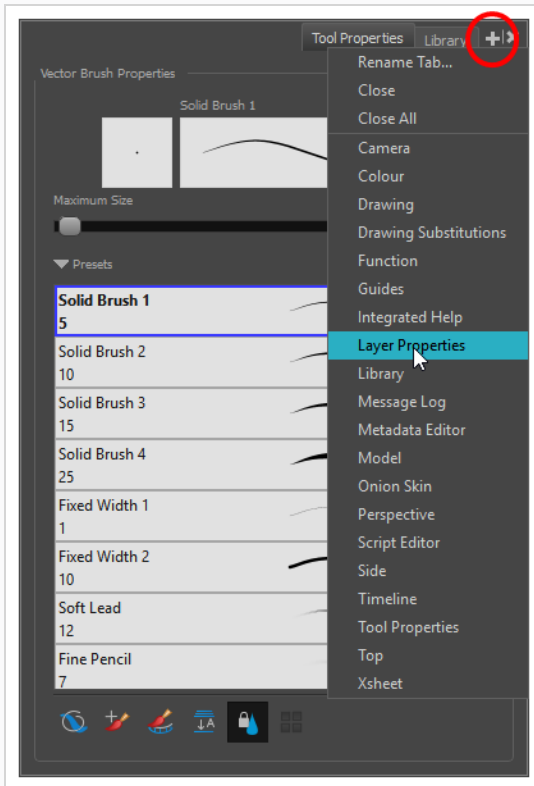 Tool Properties Library
Vector Brush Properties
Rename Tab...
Close
Solid Brush 1
Close All
Camera
Colour
Maximum Size
Drawing
Drawing Substitutions
Presets
Function
Guides
Solid Brush 1
5
Integrated Help
Solid Brush 2
10
Layer Properties
Library
Solid Brush 3
15
Message Log
Metadata Editor
Solid Brush 4
25
Model
Onion Skin
Fixed Width 1
1
Perspective
Script Editor
Fixed Width 2
10
Side
Soft Lead
12
Timeline
Tool Properties
Fine Pencil
7
Top
Xsheet